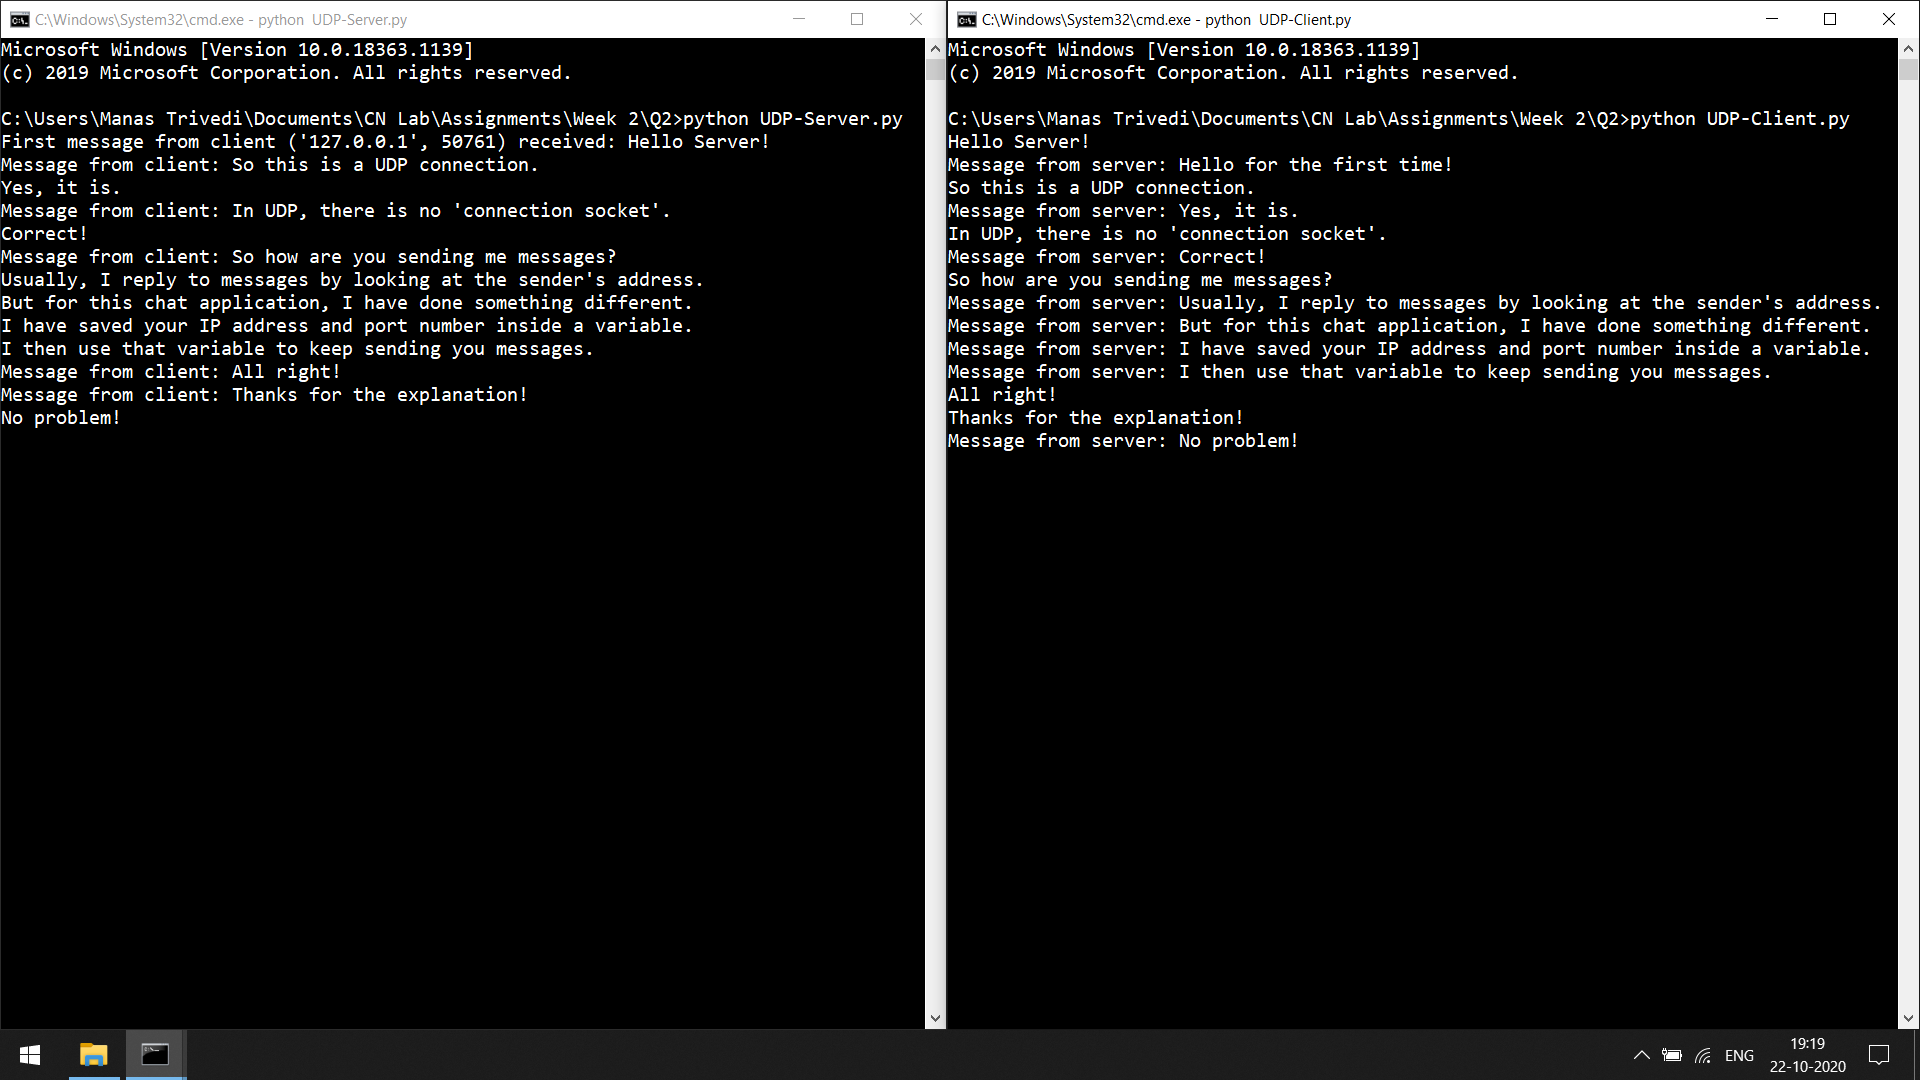 C:\Windows\System32\cmd.exe - python  UDP-Server.py
Microsoft Windows [Version 10.0.18363.1139]
(c) 2019 Microsoft Corporation. All rights reserved.
C:\Users\Manas Trivedi\Documents\CN Lab\Assignments\Week 2\Q2>python UDP-Server.py
First message from client ('127.0.0.1', 50761) received: Hello Server!
Message from client: So this is a UDP connection.
Yes, it is.
Message from client: In UDP, there is no 'connection socket'.
Correct!
Message from client: So how are you sending me messages?
Usually, I reply to messages by looking at the sender's address.
But for this chat application, I have done something different.
I have saved your IP address and port number inside a variable.
I then use that variable to keep sending you messages.
Message from client: All right!
Message from client: Thanks for the explanation!
No problem!
C:\Windows\System32\cmd.exe - python  UDP-Client.py
Microsoft Windows [Version 10.0.18363.1139]
(c) 2019 Microsoft Corporation. All rights reserved.
C:\Users\Manas Trivedi\Documents\CN Lab\Assignments\Week 2\Q2>python UDP-Client.py
Hello Server!
Message from server: Hello for the first time!
So this is a UDP connection.
Message from server: Yes, it is.
In UDP, there is no 'connection socket'.
Message from server: Correct!
So how are you sending me messages?
Message from server: Usually, I reply to messages by looking at the sender's address.
Message from server: But for this chat application, I have done something different.
Message from server: I have saved your IP address and port number inside a variable.
Message from server: I then use that variable to keep sending you messages.
All right!
Thanks for the explanation!
Message from server: No problem!
ENG
19:19
22-10-2020